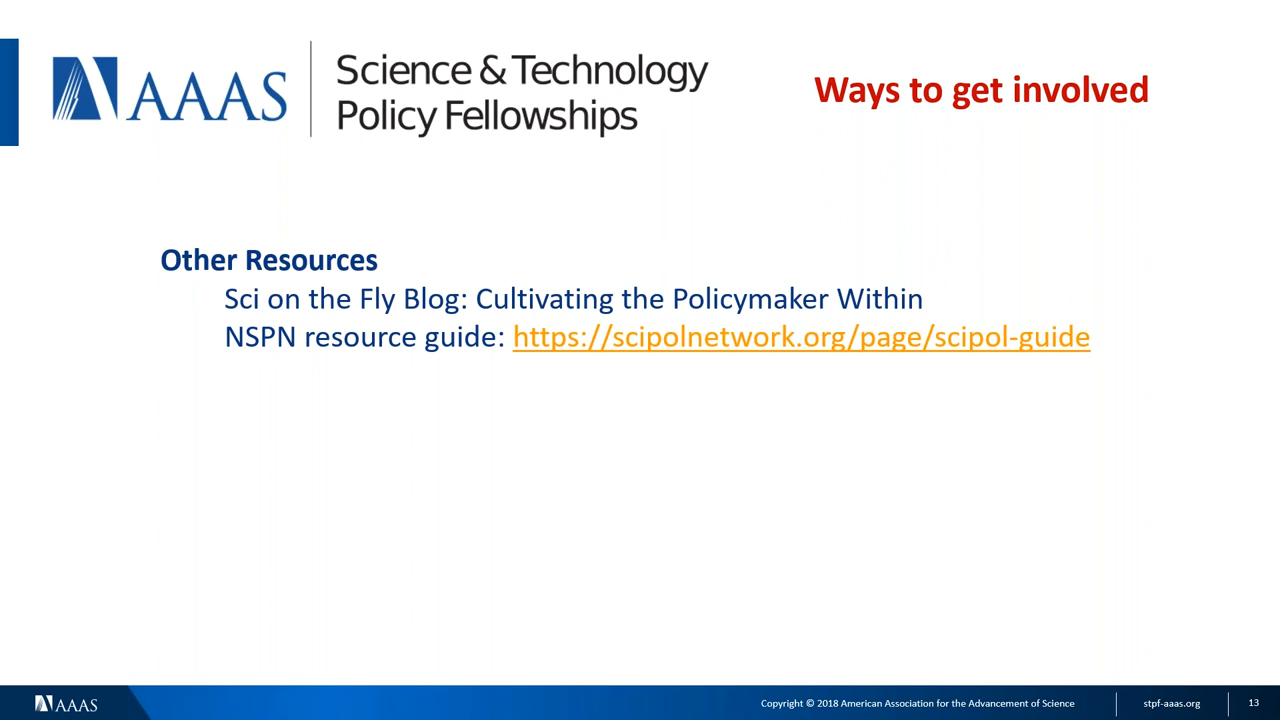 AAAS
Science & Technology
Policy Fellowships
Ways to get involved
Other Resources
Sci on the Fly Blog: Cultivating the Policymaker Within
NSPN resource guide: https://scipolnetwork.org/page/scipol-guide
AAAS
Copyright © 2018 American Association for the Advancement of Science
stpf-aaas.org
13